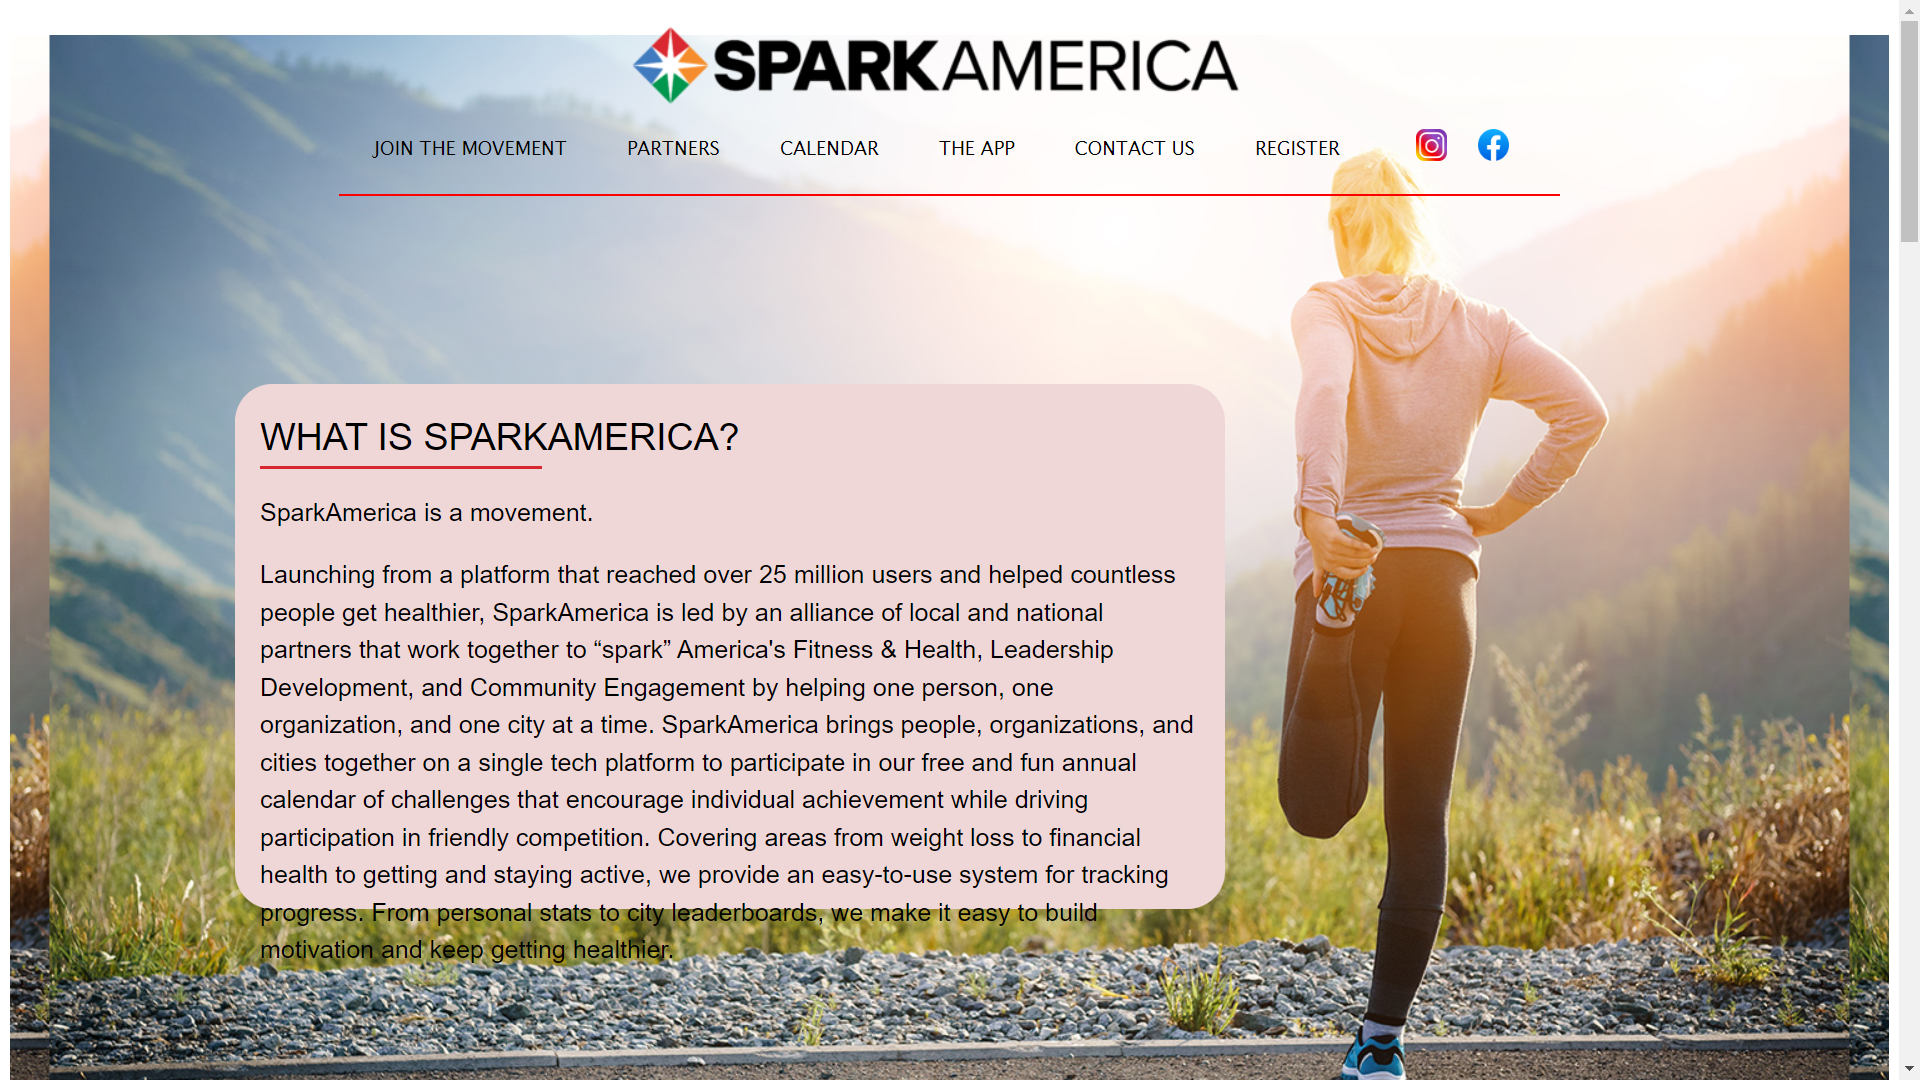 SPARKAMERICA
JOIN THE MOVEMENT PARTNERS CALENDAR THE APP CONTACT US REGISTER
WHAT IS SPARKAMERICA?
SparkAmerica is a movement.
Launching from a platform that reached over 25 million users and helped countless
people get healthier, SparkAmerica is led by an alliance of local and national
partners that work together to “spark” America's Fitness & Health, Leadership
Development, and Community Engagement by helping one person, one
organization, and one city at a time. SparkAmerica brings people, organizations, and
cities together on a single tech platform to participate in our free and fun annual
calendar of challenges that encourage individual achievement while driving
participation in friendly competition. Covering areas from weight loss to financial
health to getting and staying active, we provide an easy-to-use system for tracking
progress. From personal stats to city leaderboards, we make it easy to build
motivation and keep getting healthier.